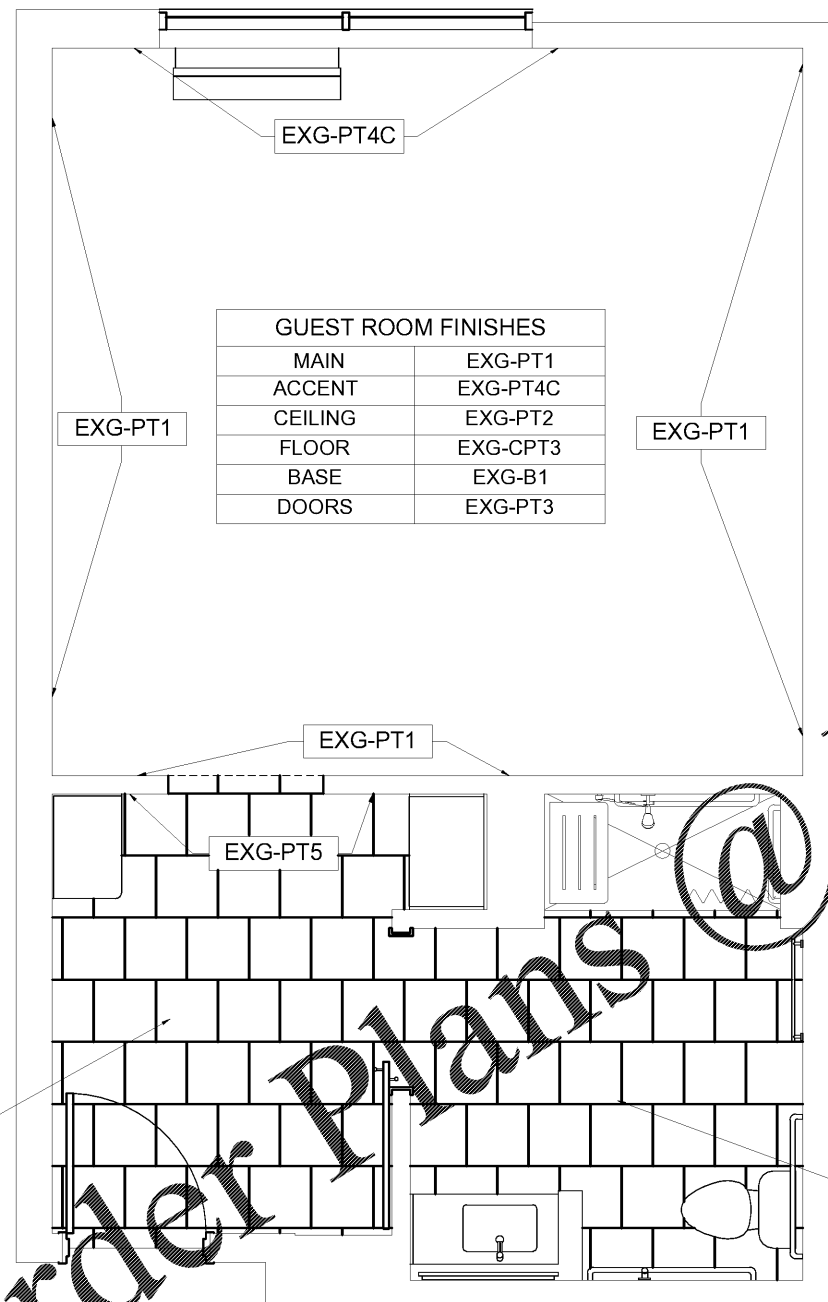 EXG-PT4C
GUEST ROOM FINISHES
MAIN EXG-PT1
ACCENT EXG-PT4C
CEILING EXG-PT2
FLOOR EXG-CPT3
BASE EXG-B1
DOORS EXG-PT3
EXG-PT1
EXG-PT1
EXG-PT1
EXG-PT5
rder Plans @